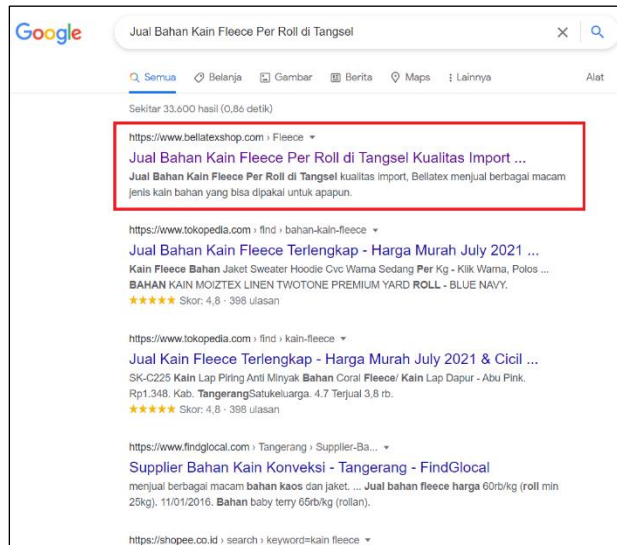 Google
Jual Bahan Kain Fleece Per Roll di Tangsel
Semua Belanja Gambar Berita Maps Lainnya Alat
Sekitar 33.600 hasil (0,86 detik)
https://www.bellatexshop.com › Fleece
Jual Bahan Kain Fleece Per Roll di Tangsel Kualitas Import ...
Jual Bahan Kain Fleece Per Roll di Tangsel kualitas import, Bellatex menjual berbagai macam
jenis kain bahan yang bisa dipakai untuk apapun.
https://www.tokopedia.com › find › bahan-kain-fleece
Jual Bahan Kain Fleece Terlengkap - Harga Murah July 2021 ...
Kain Fleece Bahan Jaket Sweater Hoodie Cvc Warna Sedang Per Kg - Klik Warna, Polos ...
BAHAN KAIN MOIZTEX LINEN TWOTONE PREMIUM YARD ROLL - BLUE NAVY.
★★★★★ Skor: 4,8 · 398 ulasan
https://www.tokopedia.com › find › kain-fleece
Jual Kain Fleece Terlengkap - Harga Murah July 2021 & Cicil ...
SK-C225 Kain Lap Piring Anti Minyak Bahan Coral Fleece/ Kain Lap Dapur - Abu Pink.
Rp1.348. Kab. TangerangSatukeluarga. 4.7 Terjual 3,8 rb.
★★★★★ Skor: 4,8 · 398 ulasan
https://www.findglocal.com › Tangerang › Supplier-Ba...
Supplier Bahan Kain Konveksi - Tangerang - FindGlocal
menjual berbagai macam bahan kaos dan jaket. ... Jual bahan fleece harga 60rb/kg (roll min
25kg). 11/01/2016. Bahan baby terry 65rb/kg (rollan).
https://shopee.co.id › search › keyword=kain fleece